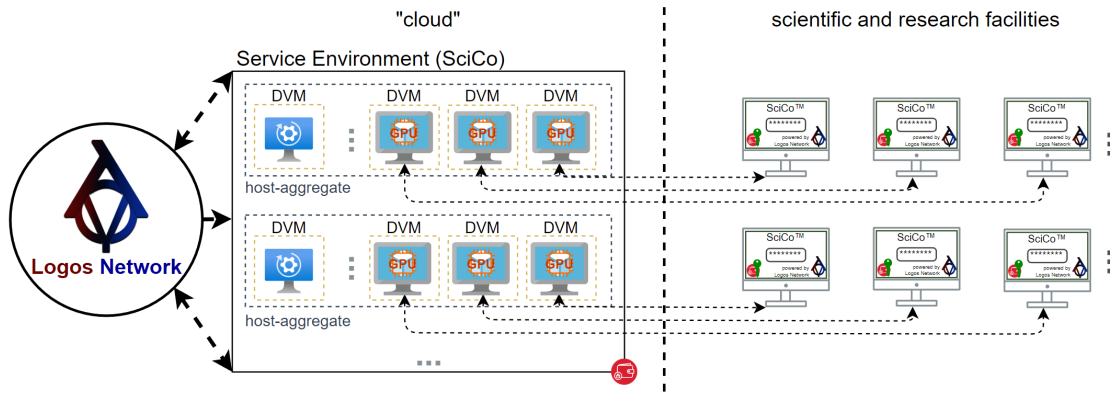 "cloud"
scientific and research facilities
Service Environment (SciCo)
DVM
DVM
DVM
DVM
GPU
GPU
GPU
host-aggregate
DVM
DVM
DVM
DVM
GPU
GPU
GPU
host-aggregate
Logos Network
SciCo™
********
powered by
Logos Network
SciCo™
********
powered by
Logos Network
SciCo™
********
powered by
Logos Network
SciCo™
********
powered by
Logos Network
SciCo™
********
powered by
Logos Network
SciCo™
********
powered by
Logos Network